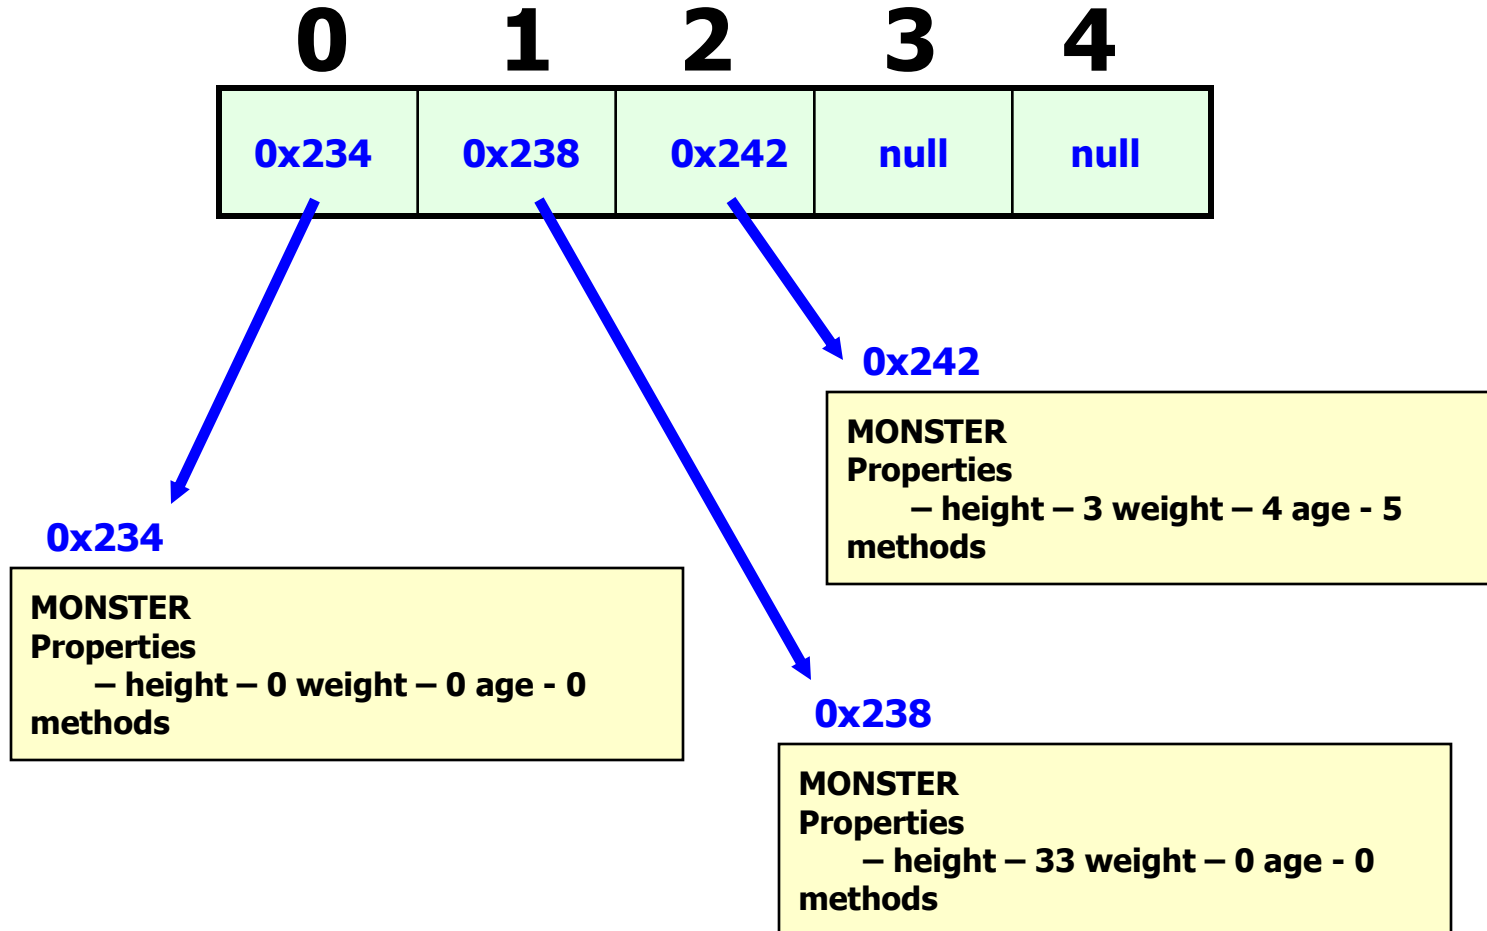 0 1 2 3 4
0x234 0x238 0x242 null null
0x242
MONSTER
Properties
– height – 3 weight – 4 age - 5
methods
0x234
MONSTER
Properties
– height – 0 weight – 0 age - 0
methods
0x238
MONSTER
Properties
– height – 33 weight – 0 age - 0
methods